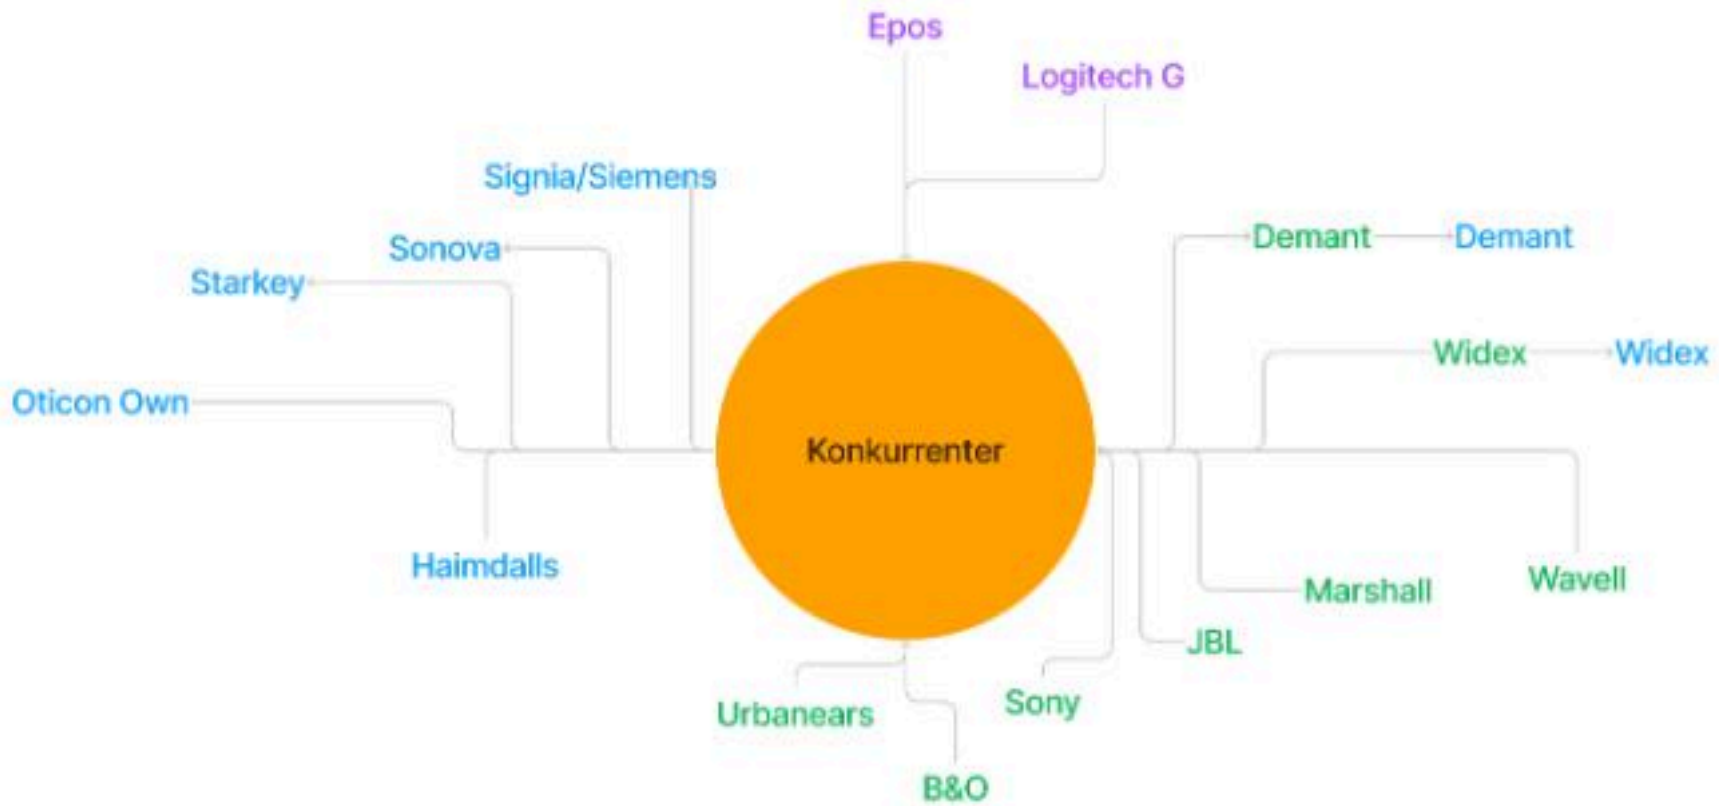 Epos
Logitech G
Signia/Siemens
Sonova
Demant
Demant
Starkey
Widex
Widex
Oticon Own
Konkurrenter
Haimdalls
Wavell
Marshall
JBL
Sony
Urbanears
B&O